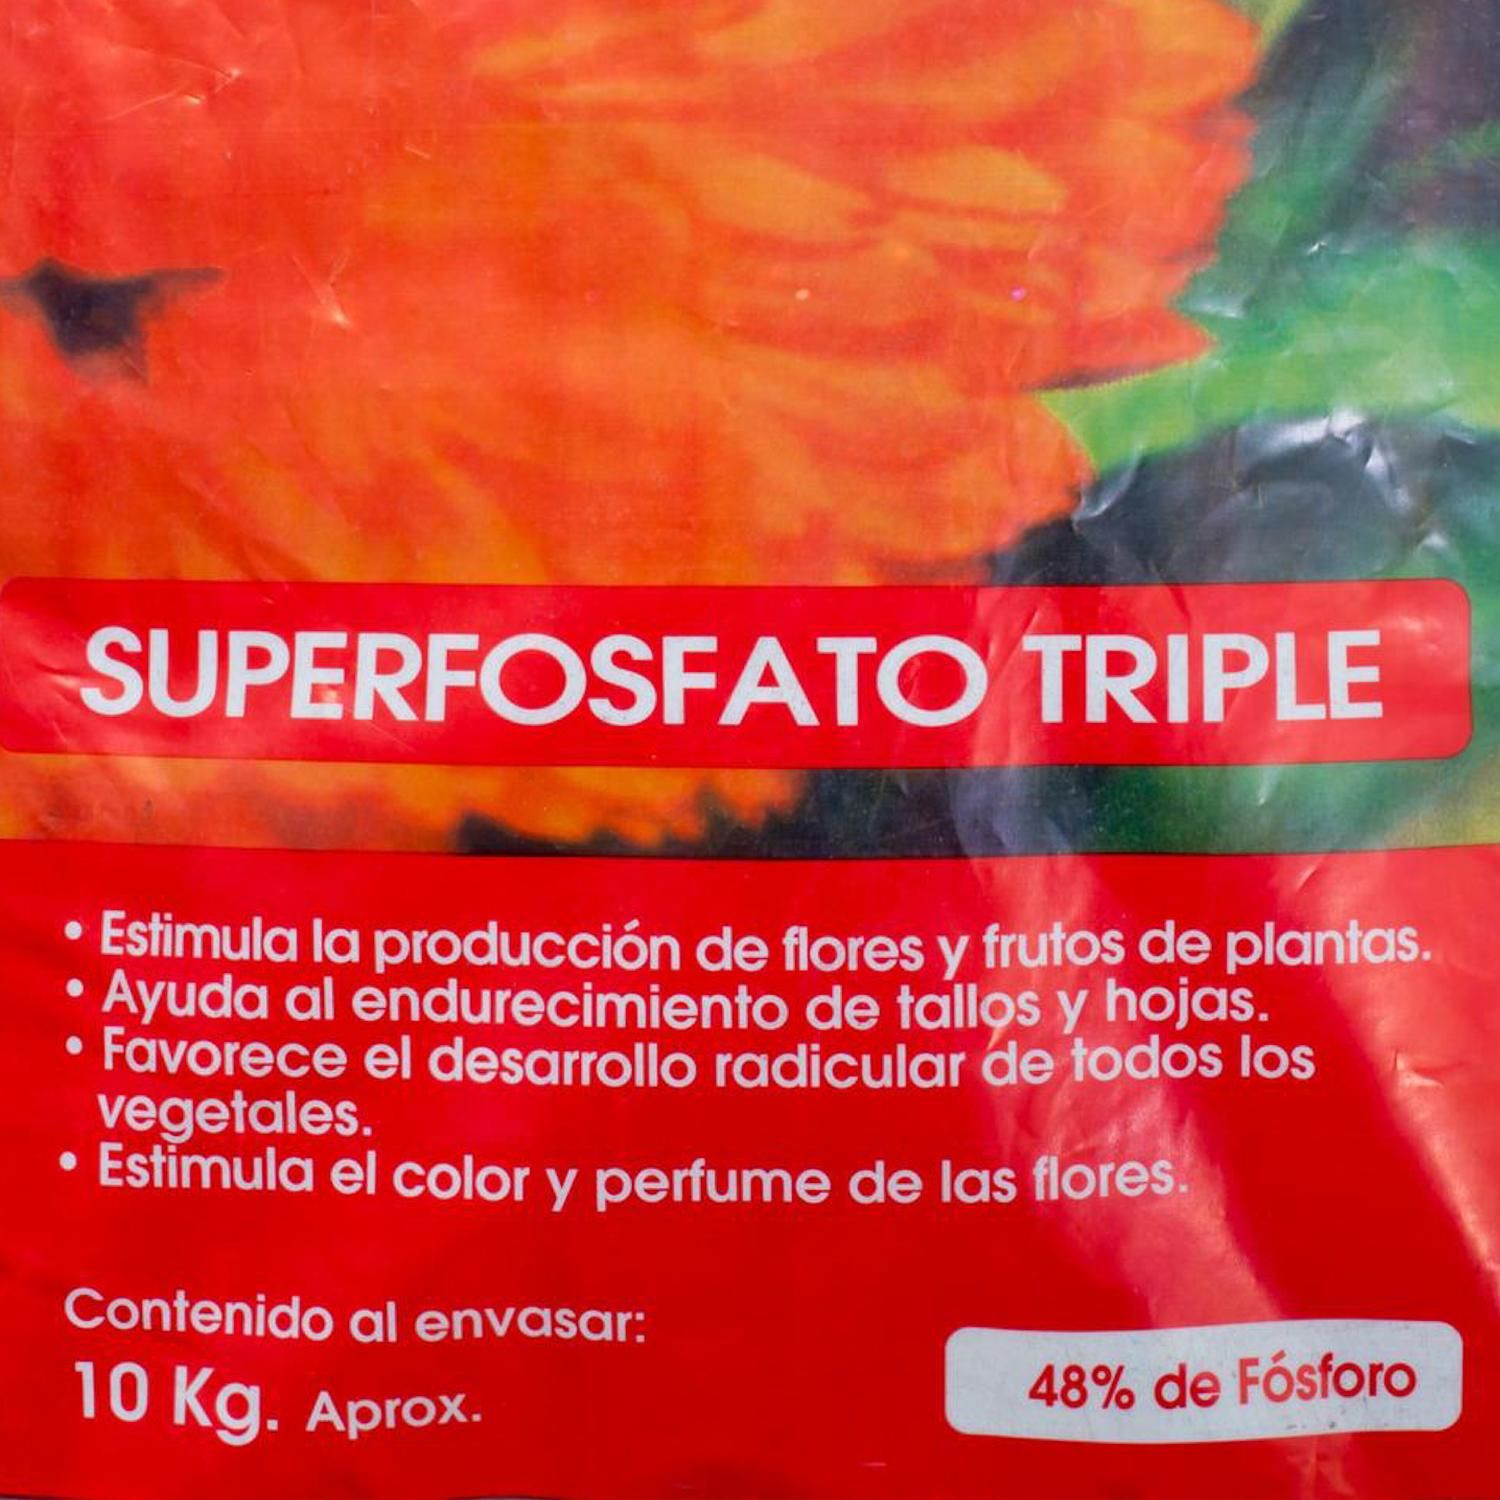 SUPERFOSFATO TRIPLE
• Estimula la producción de flores y frutos de plantas.
• Ayuda al endurecimiento de tallos y hojas.
• Favorece el desarrollo radicular de todos los
vegetales.
• Estimula el color y perfume de las flores.
Contenido al envasar:
10 Kg. Aprox.
48% de Fósforo